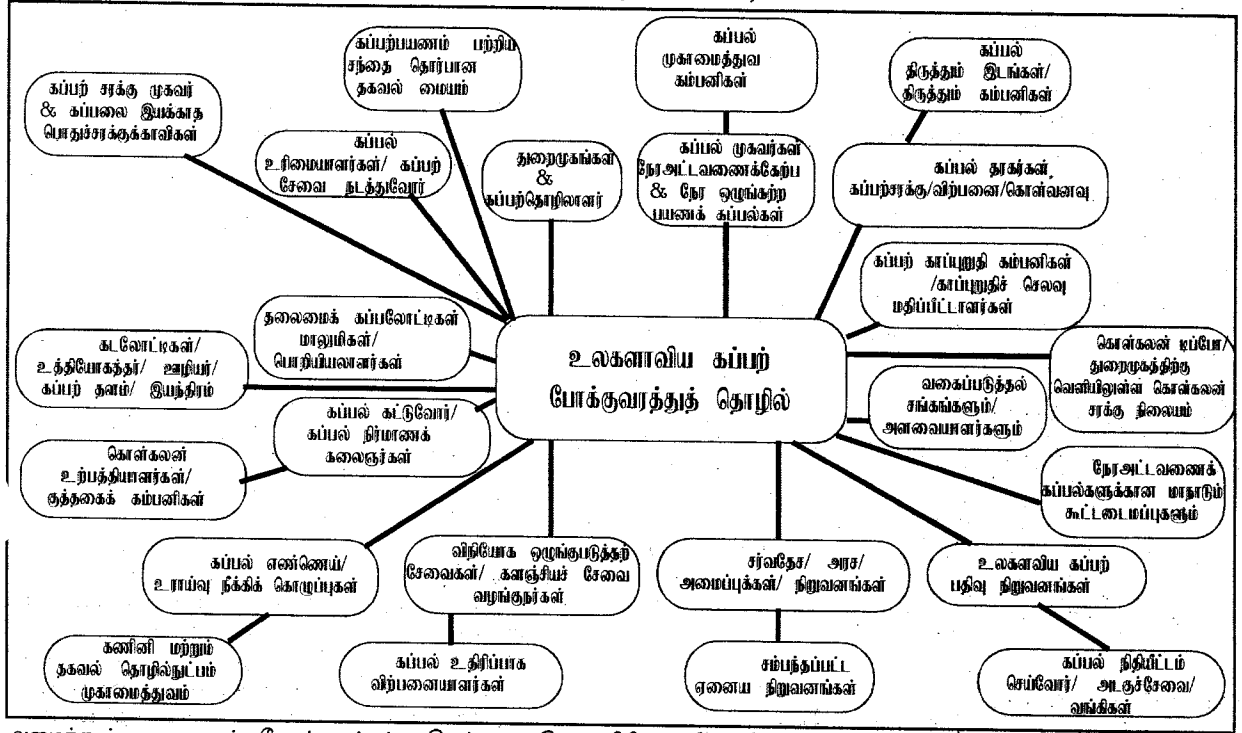 கப்பற்பயணம் பற்றிய
சந்தை தொர்பான
தகவல் மையம்
கப்பல்
முகாமைத்துவ
கம்பனிகள்
கப்பல்
திருத்தும் இடங்கள்/
திருத்தும் கம்பனிகள்
கப்பற் சரக்கு முகவர்
& கப்பலை இயக்காத
பொதுச்சரக்குக்காவிகள்
கப்பல்
உரிமையாளர்கள்/ கப்பற்
சேவை நடத்துவோர்
துறைமுகங்கள்
&
கப்பற்தொழிலாளர்
கப்பல் முகவர்கள்
நேரஅட்டவணைக்கேற்ப
& நேர ஒழுங்கற்ற
பயணக் கப்பல்கள்
கப்பல் தரகர்கள்
கப்பற்சரக்கு/விற்பனை/கொள்வனவு
கப்பற் காப்புறுதி கம்பனிகள்
/காப்புறுதிச் செலவு
மதிப்பீட்டாளர்கள்
தலைமைக் கப்பலோட்டிகள்
மாலுமிகள்/
பொறியியலாளர்கள்
உலகளாவிய கப்பற்
போக்குவரத்துத் தொழில்
கடலோட்டிகள்/
உத்தியோகத்தர்/ ஊழியர்/
கப்பற் தளம்/ இயந்திரம்
கொள்கலன் டிப்போ/
துறைமுகத்திற்கு
வெளியிலுள்ள கொள்கலன்
சரக்கு நிலையம்
வகைப்படுத்தல்
சங்கங்களும்/
அளவையாளர்களும்
கப்பல் கட்டுவோர்/
கப்பல் நிர்மாணக்
கலைஞர்கள்
கொள்கலன்
உற்பத்தியாளர்கள்/
குத்தகைக் கம்பனிகள்
நேரஅட்டவணைக்
கப்பல்களுக்கான மாநாடும்
கூட்டமைப்புகளும்
கப்பல் எண்ணெய்/
உராய்வு நீக்கிக் கொழுப்புகள்
விநியோக ஒழுங்குபடுத்தற்
சேவைகள்/ களஞ்சியச் சேவை
வழங்குநர்கள்
சர்வதேச/ அரச/
அமைப்புக்கள்/ நிறுவனங்கள்
உலகளவிய கப்பற்
பதிவு நிறுவனங்கள்
கணினி மற்றும்
தகவல் தொழில்நுட்பம்
முகாமைத்துவம்
கப்பல் உதிரிப்பாக
விற்பனையாளர்கள்
சம்பந்தப்பட்ட
ஏனைய நிறுவனங்கள்
கப்பல் நிதியீட்டம்
செய்வோர்/ அடகுச்சேவை/
வங்கிகள்